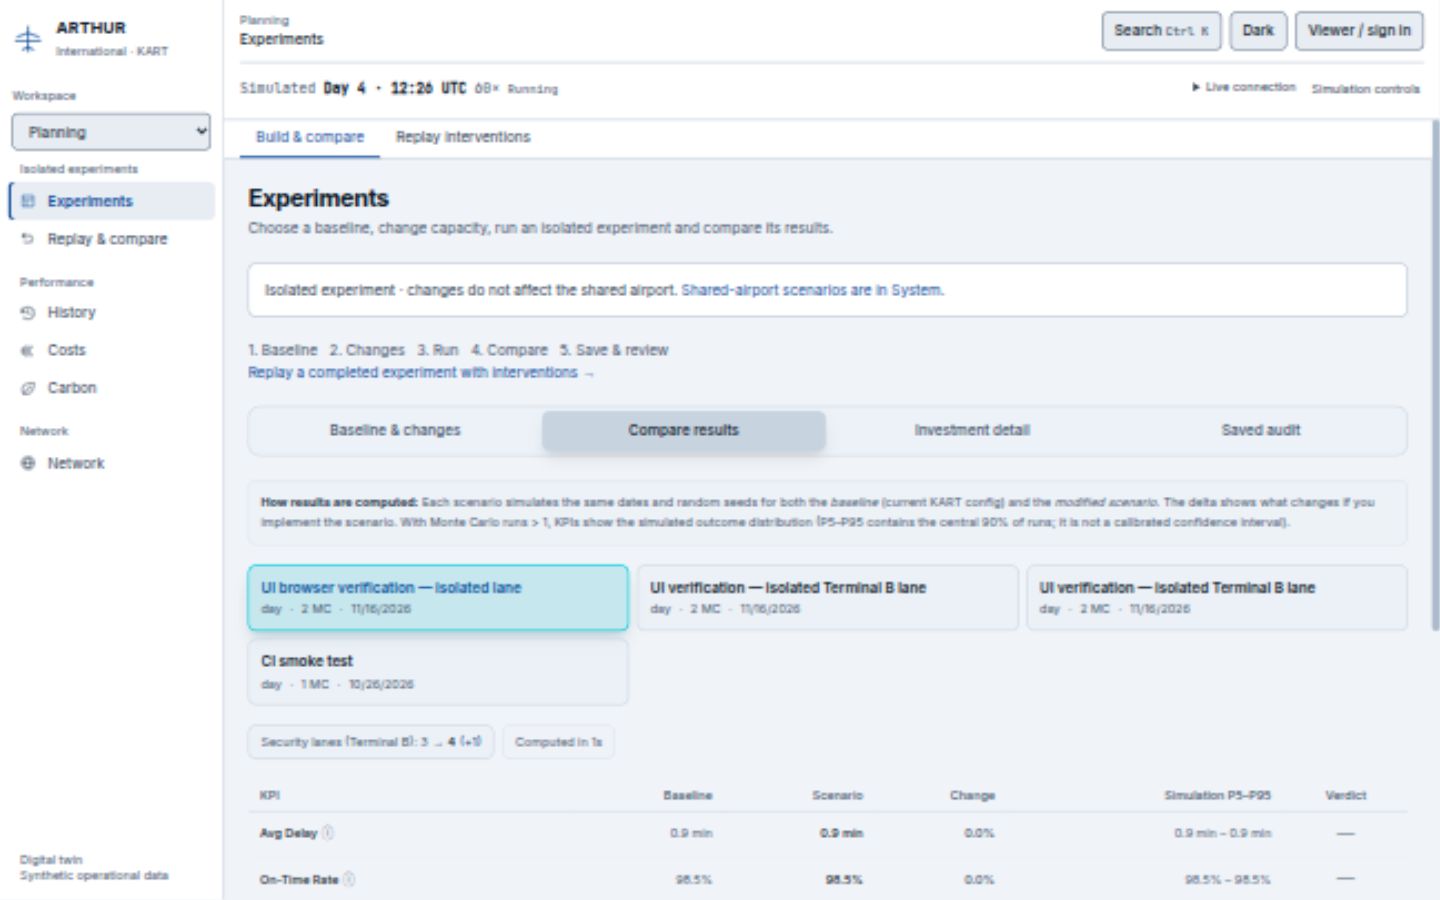 ARTHUR
International · KART
Workspace
Planning
Isolated experiments
Experiments
Replay & compare
Performance
History
Costs
Carbon
Network
Network
Digital twin
Synthetic operational data
Planning
Experiments
Search Ctrl K
Dark
Viewer / sign in
Simulated Day 4 · 12:26 UTC 60× Running
Live connection
Simulation controls
Build & compare
Replay interventions
Experiments
Choose a baseline, change capacity, run an isolated experiment and compare its results.
Isolated experiment · changes do not affect the shared airport. Shared-airport scenarios are in System.
1. Baseline 2. Changes 3. Run 4. Compare 5. Save & review
Replay a completed experiment with interventions →
Baseline & changes
Compare results
Investment detail
Saved audit
How results are computed: Each scenario simulates the same dates and random seeds for both the baseline (current KART config) and the modified scenario. The delta shows what changes if you
implement the scenario. With Monte Carlo runs > 1, KPIs show the simulated outcome distribution (P5–P95 contains the central 90% of runs; it is not a calibrated confidence interval).
UI browser verification — isolated lane
day · 2 MC · 11/16/2026
UI verification — isolated Terminal B lane
day · 2 MC · 11/16/2026
UI verification — isolated Terminal B lane
day · 2 MC · 11/16/2026
CI smoke test
day · 1 MC · 10/26/2026
Security lanes (Terminal B): 3 → 4 (+1)
Computed in 1s
KPI Baseline Scenario Change Simulation P5–P95 Verdict
Avg Delay 0.9 min 0.9 min 0.0% 0.9 min – 0.9 min —
On-Time Rate 98.5% 98.5% 0.0% 98.5% – 98.5% —